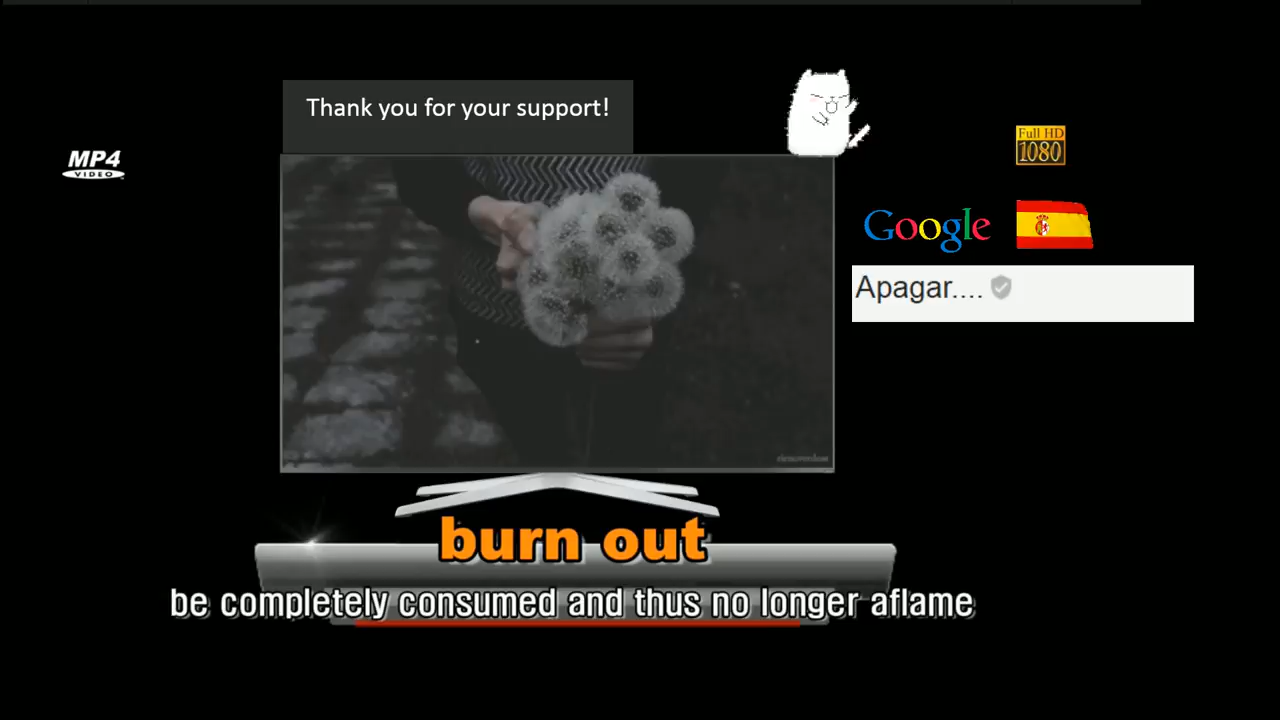 Thank you for your support!
MP4
VIDEO
Full HD
1080
Google
Apagar....
burn out
be completely consumed and thus no longer aflame